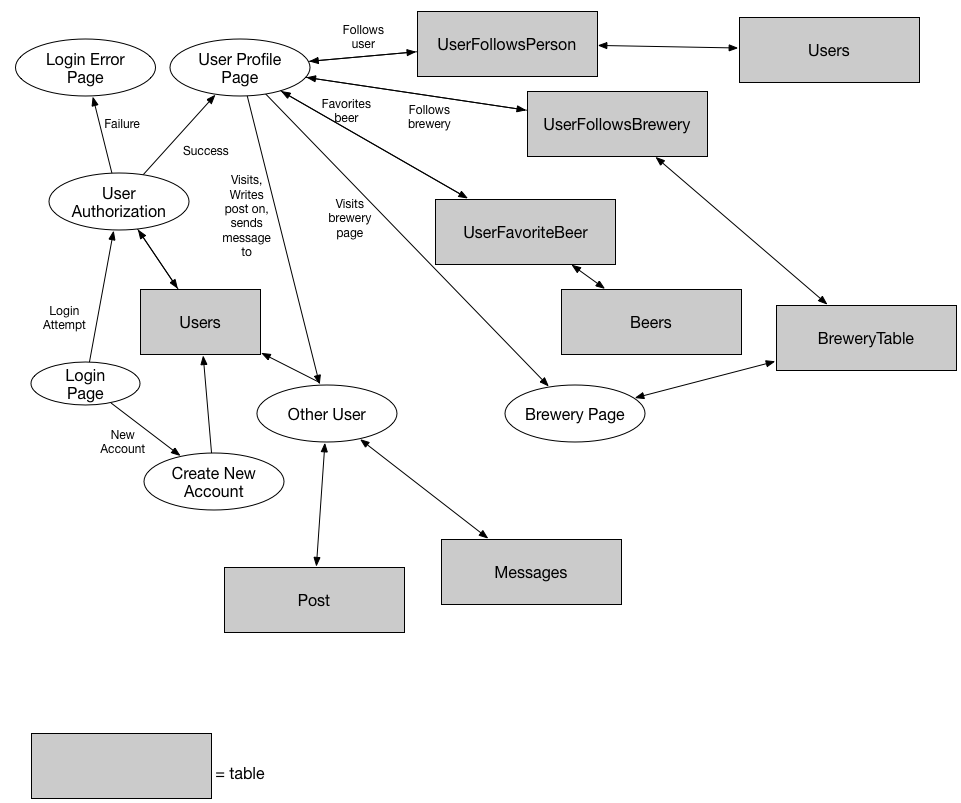 Login Error
Page
User Profile
Page
Follows
user
UserFollowsPerson
Users
Failure
Success
Favorites
beer
Follows
brewery
UserFollowsBrewery
User
Authorization
Visits,
Writes
post on,
sends
message
to
Visits
brewery
page
UserFavoriteBeer
Login
Attempt
Users
Beers
BreweryTable
Login
Page
Other User
Brewery Page
New
Account
Create New
Account
Post
Messages
= table